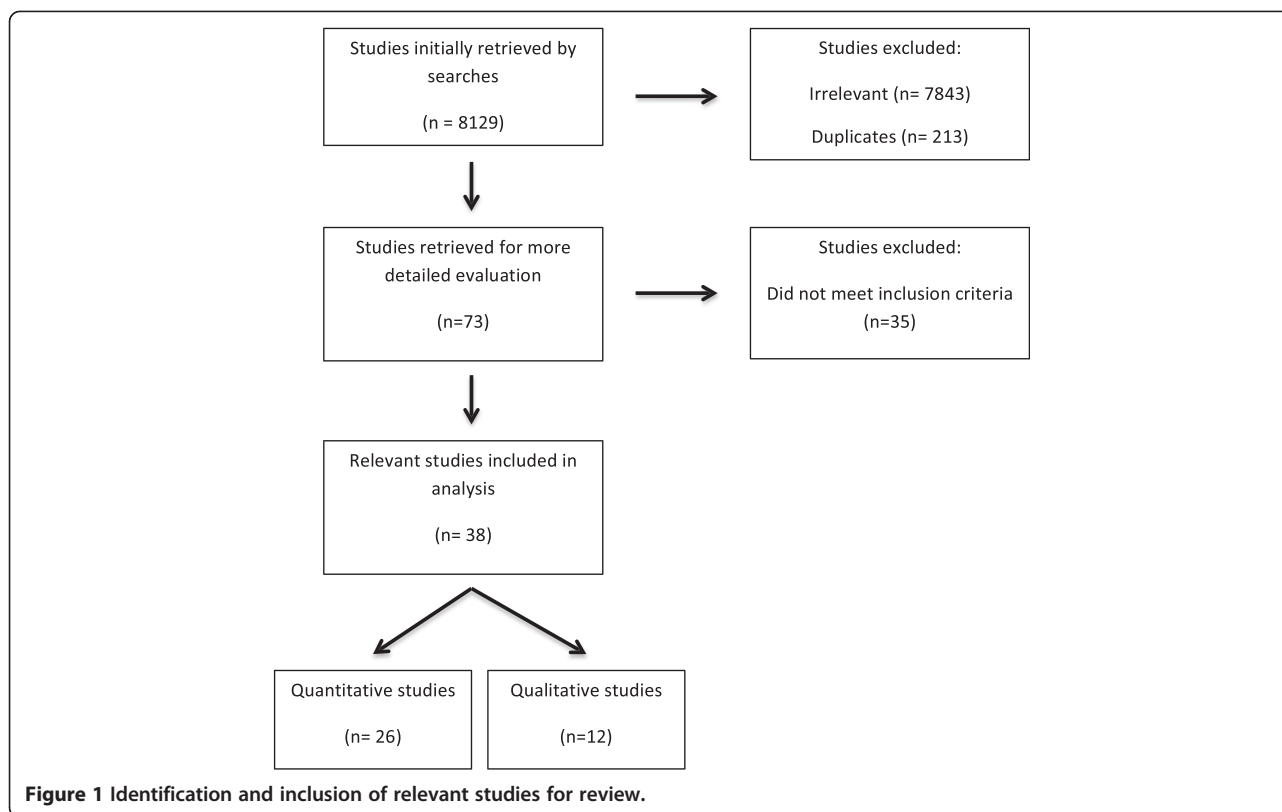 Studies initially retrieved by
searches
(n = 8129)
Studies excluded:
Irrelevant (n= 7843)
Duplicates (n= 213)
Studies retrieved for more
detailed evaluation
(n=73)
Studies excluded:
Did not meet inclusion criteria
(n=35)
Relevant studies included in
analysis
(n= 38)
Quantitative studies
(n= 26)
Qualitative studies
(n=12)
Figure 1 Identification and inclusion of relevant studies for review.